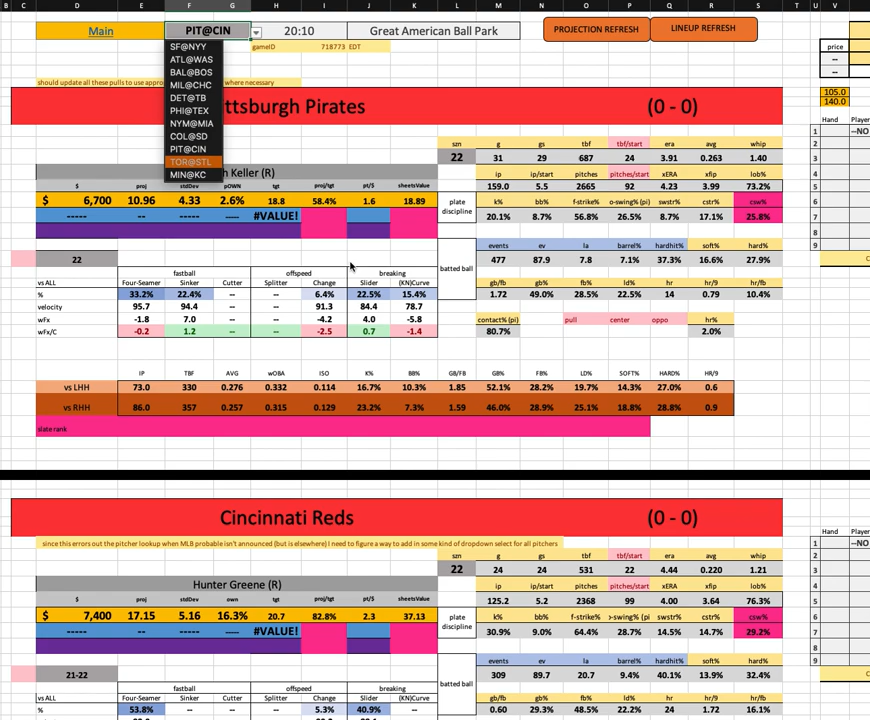 B C D E F G H I J K L M N O P Q R S T U V W
Main PIT@CIN 20:10 Great American Ball Park PROJECTION REFRESH LINEUP REFRESH
SF@NYY gameID 718773 EDT price --
ATL@WAS
BAL@BOS --
MIL@CHC
should update all these pulls to use appro where necessary
DET@TB 105.0
PHI@TEX 140.0
ttsburgh Pirates (0 - 0)
NYM@MIA
COL@SD Hand Player
PIT@CIN 1 --NO
TOR@STL
MIN@KC
szn g gs tbf tbf/start era avg whip 2
22 31 29 687 24 3.91 0.263 1.40 3
Keller (R) ip ip/start pitches pitches/start xERA xfip lob% 4
$ proj stdDev pOWN tgt proj/tgt pt/$ sheetsValue 159.0 5.5 2665 92 4.23 3.99 73.2% 5
$ 6,700 10.96 4.33 2.6% 18.8 58.4% 1.6 18.89 plate discipline k% bb% f-strike% o-swing% (pi) swstr% cstr% csw% 6
----- -- -- ---- #VALUE! 20.1% 8.7% 56.8% 26.5% 8.7% 17.1% 25.8% 7
8
events ev la barrel% hardhit% soft% hard% 9
22 batted ball 477 87.9 7.8 7.1% 37.3% 16.6% 27.9%
fastball offspeed breaking
vs ALL Four-Seamer Sinker Cutter Splitter Change Slider (KN)Curve gb/fb gb% fb% ld% hr hr/9 hr/fb
% 33.2% 22.4% -- -- 6.4% 22.5% 15.4% 1.72 49.0% 28.5% 22.5% 14 0.79 10.4%
velocity 95.7 94.4 -- -- 91.3 84.4 78.7
wFx -1.8 7.0 -- -- -4.2 4.0 -5.8 contact% (pi) pull center oppo hr%
wFx/C -0.2 1.2 -- -- -2.5 0.7 -1.4 80.7% 2.0%
IP TBF AVG wOBA ISO K% BB% GB/FB GB% FB% LD% SOFT% HARD% HR/9
vs LHH 73.0 330 0.276 0.332 0.114 16.7% 10.3% 1.85 52.1% 28.2% 19.7% 14.3% 27.0% 0.6
vs RHH 86.0 357 0.257 0.315 0.129 23.2% 7.3% 1.59 46.0% 28.9% 25.1% 18.8% 28.8% 0.9
slate rank
Cincinnati Reds (0 - 0)
Hand Player
since this errors out the pitcher lookup when MLB probable isn't announced (but is elsewhere) I need to figure a way to add in some kind of dropdown select for all pitchers 1 --NO
szn g gs tbf tbf/start era avg whip 2
22 24 24 531 22 4.44 0.220 1.21 3
Hunter Greene (R) ip ip/start pitches pitches/start xERA xfip lob% 4
$ proj stdDev own tgt proj/tgt pt/$ sheetsValue 125.2 5.2 2368 99 4.00 3.64 76.3% 5
$ 7,400 17.15 5.16 16.3% 20.7 82.8% 2.3 37.13 plate discipline k% bb% f-strike% o-swing% (pi swstr% cstr% csw% 6
----- -- -- ---- #VALUE! 30.9% 9.0% 64.4% 28.7% 14.5% 14.7% 29.2% 7
8
events ev la barrel% hardhit% soft% hard% 9
21-22 batted ball 309 89.7 20.7 9.4% 40.1% 13.9% 32.4%
fastball offspeed breaking
vs ALL Four-Seamer Sinker Cutter Splitter Change Slider (KN)Curve gb/fb gb% fb% ld% hr hr/9 hr/fb
% 53.8% -- -- -- 5.3% 40.9% -- 0.60 29.3% 48.5% 22.2% 24 1.72 16.1%